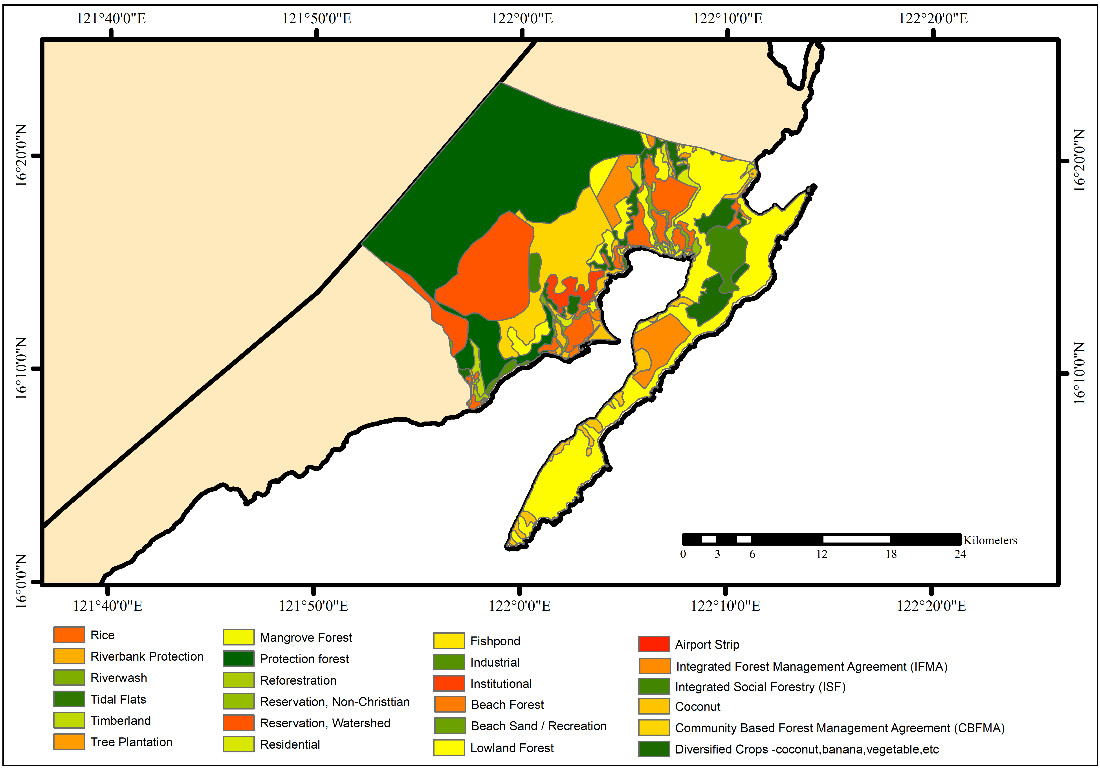 121°40'0"E 121°50'0"E 122°0'0"E 122°10'0"E 122°20'0"E
16°20'0"N 16°20'0"N
16°10'0"N 16°10'0"N
16°0'0"N
Kilometers
0 3 6 12 18 24
121°40'0"E 121°50'0"E 122°0'0"E 122°10'0"E 122°20'0"E
Rice
Riverbank Protection
Riverwash
Tidal Flats
Timberland
Tree Plantation
Mangrove Forest
Protection forest
Reforestration
Reservation, Non-Christtian
Reservation, Watershed
Residential
Fishpond
Industrial
Institutional
Beach Forest
Beach Sand / Recreation
Lowland Forest
Airport Strip
Integrated Forest Management Agreement (IFMA)
Integrated Social Forestry (ISF)
Coconut
Community Based Forest Management Agreement (CBFMA)
Diversified Crops -coconut,banana,vegetable,etc